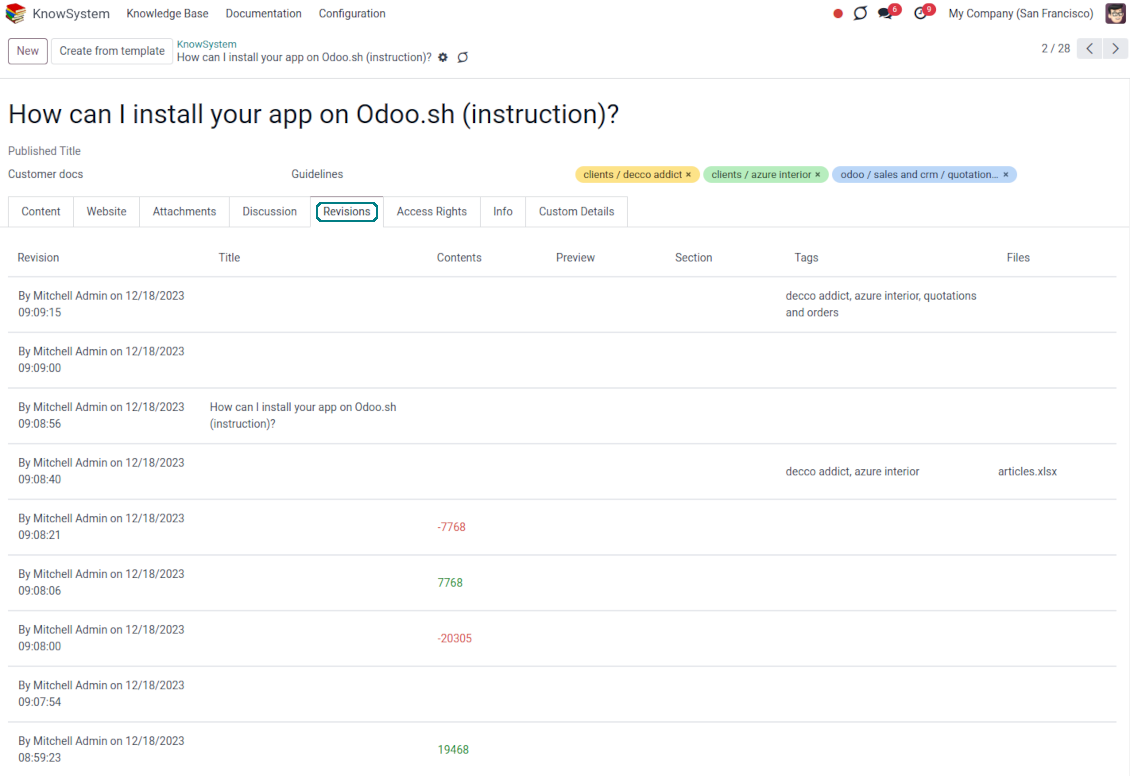 KnowSystem Knowledge Base Documentation Configuration 6 9 My Company (San Francisco)
New Create from template KnowSystem
How can I install your app on Odoo.sh (instruction)? 2 / 28
How can I install your app on Odoo.sh (instruction)?
Published Title
Customer docs Guidelines clients / decco addict × clients / azure interior × odoo / sales and crm / quotation... ×
Content Website Attachments Discussion Revisions Access Rights Info Custom Details
Revision Title Contents Preview Section Tags Files
By Mitchell Admin on 12/18/2023
09:09:15
decco addict, azure interior, quotations
and orders
By Mitchell Admin on 12/18/2023
09:09:00
By Mitchell Admin on 12/18/2023
09:08:56
How can I install your app on Odoo.sh
(instruction)?
By Mitchell Admin on 12/18/2023
09:08:40
decco addict, azure interior articles.xlsx
By Mitchell Admin on 12/18/2023
09:08:21
-7768
By Mitchell Admin on 12/18/2023
09:08:06
7768
By Mitchell Admin on 12/18/2023
09:08:00
-20305
By Mitchell Admin on 12/18/2023
09:07:54
By Mitchell Admin on 12/18/2023
08:59:23
19468